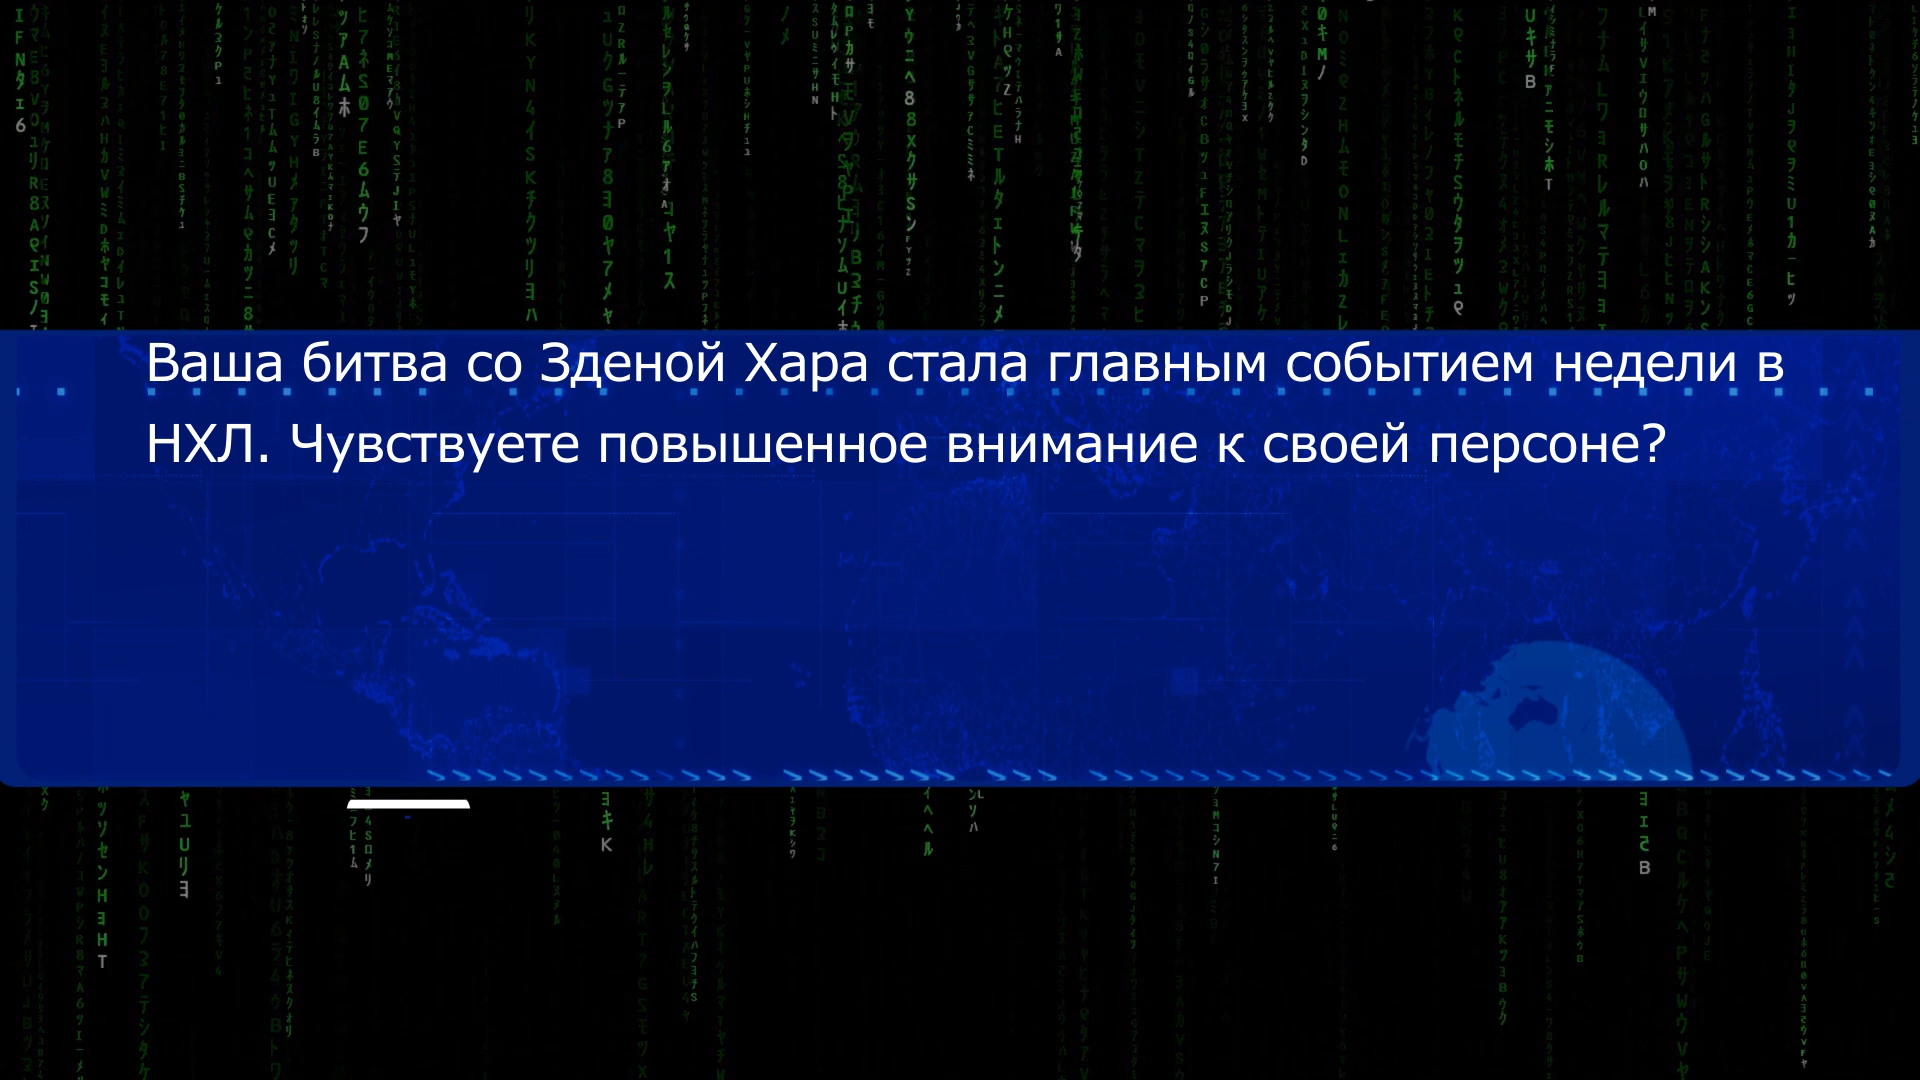 Ваша битва со Зденой Хара стала главным событием недели в
НХЛ. Чувствуете повышенное внимание к своей персоне?